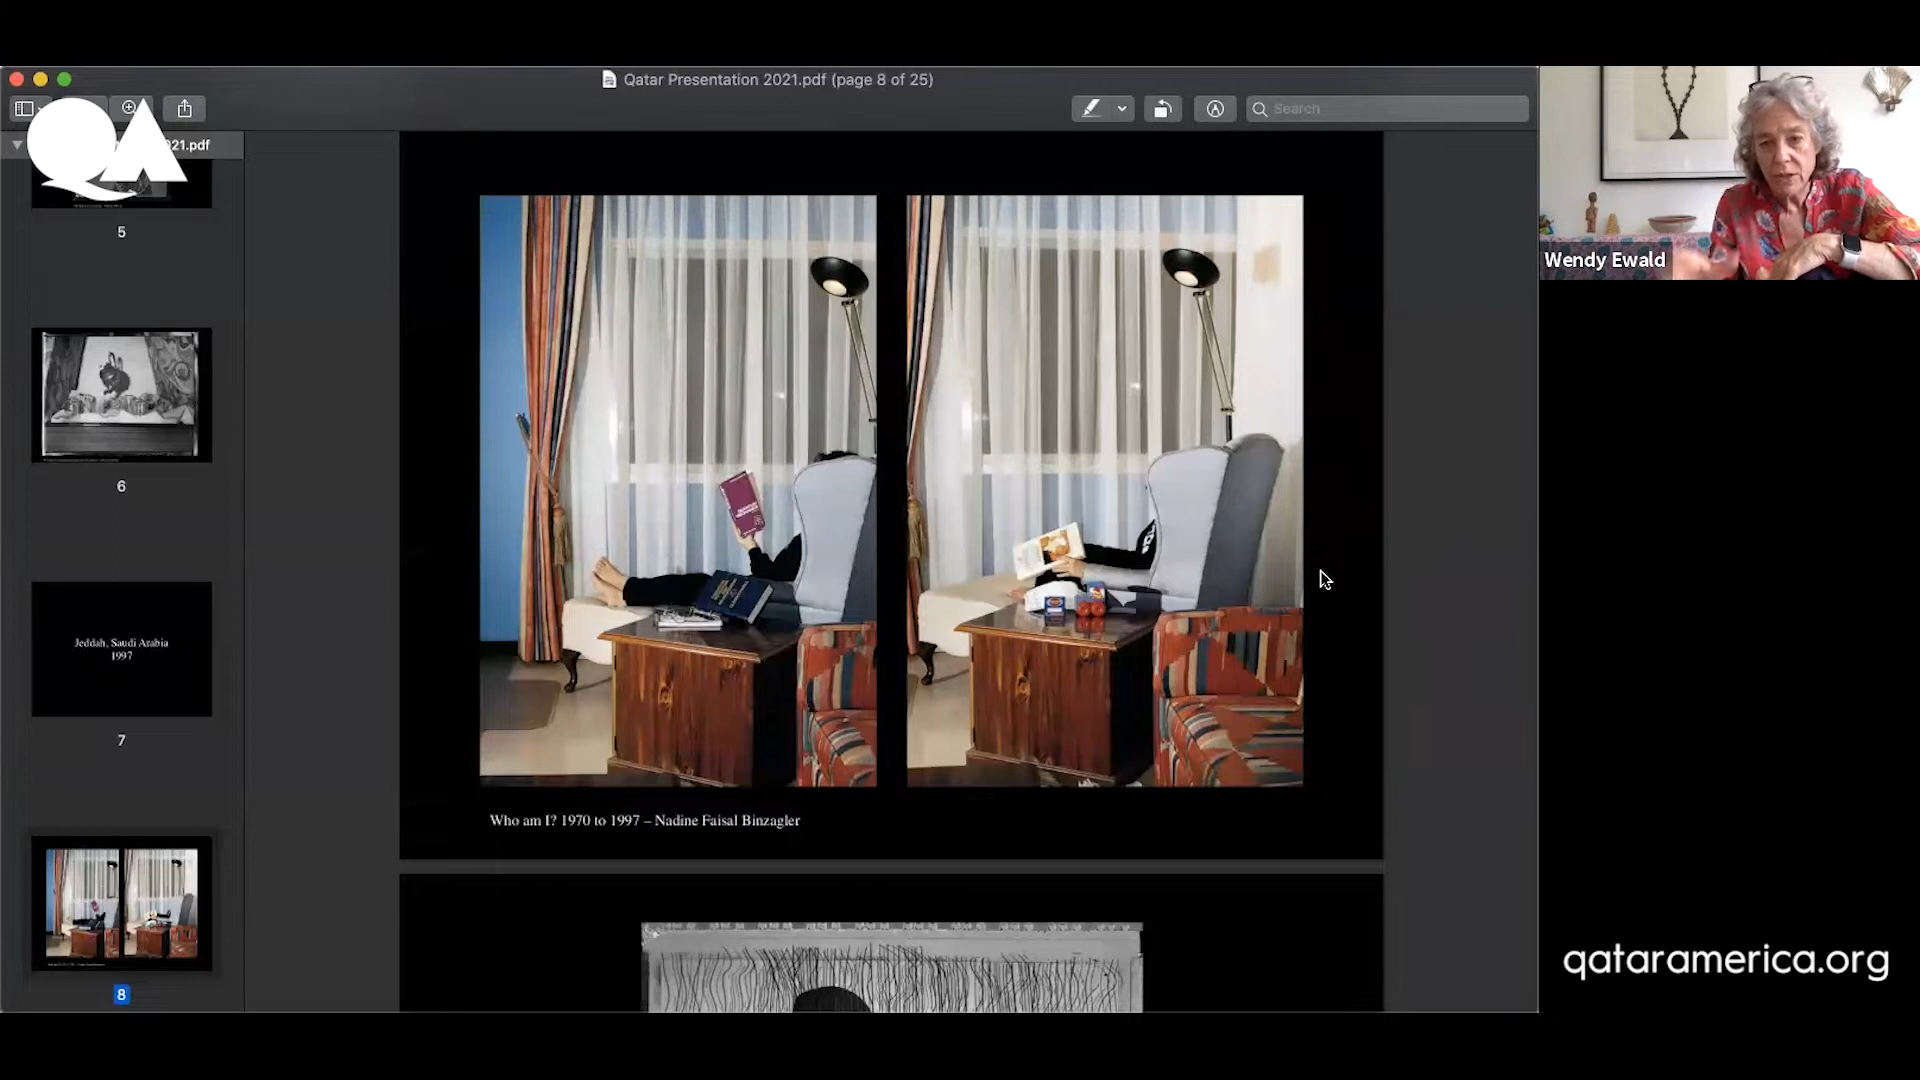 Qatar Presentation 2021.pdf (page 8 of 25)
Search
QA
21.pdf
5
6
Jeddah, Saudi Arabia
1997
7
8
Who am I? 1970 to 1997 – Nadine Faisal Binzagler
Wendy Ewald
qataramerica.org